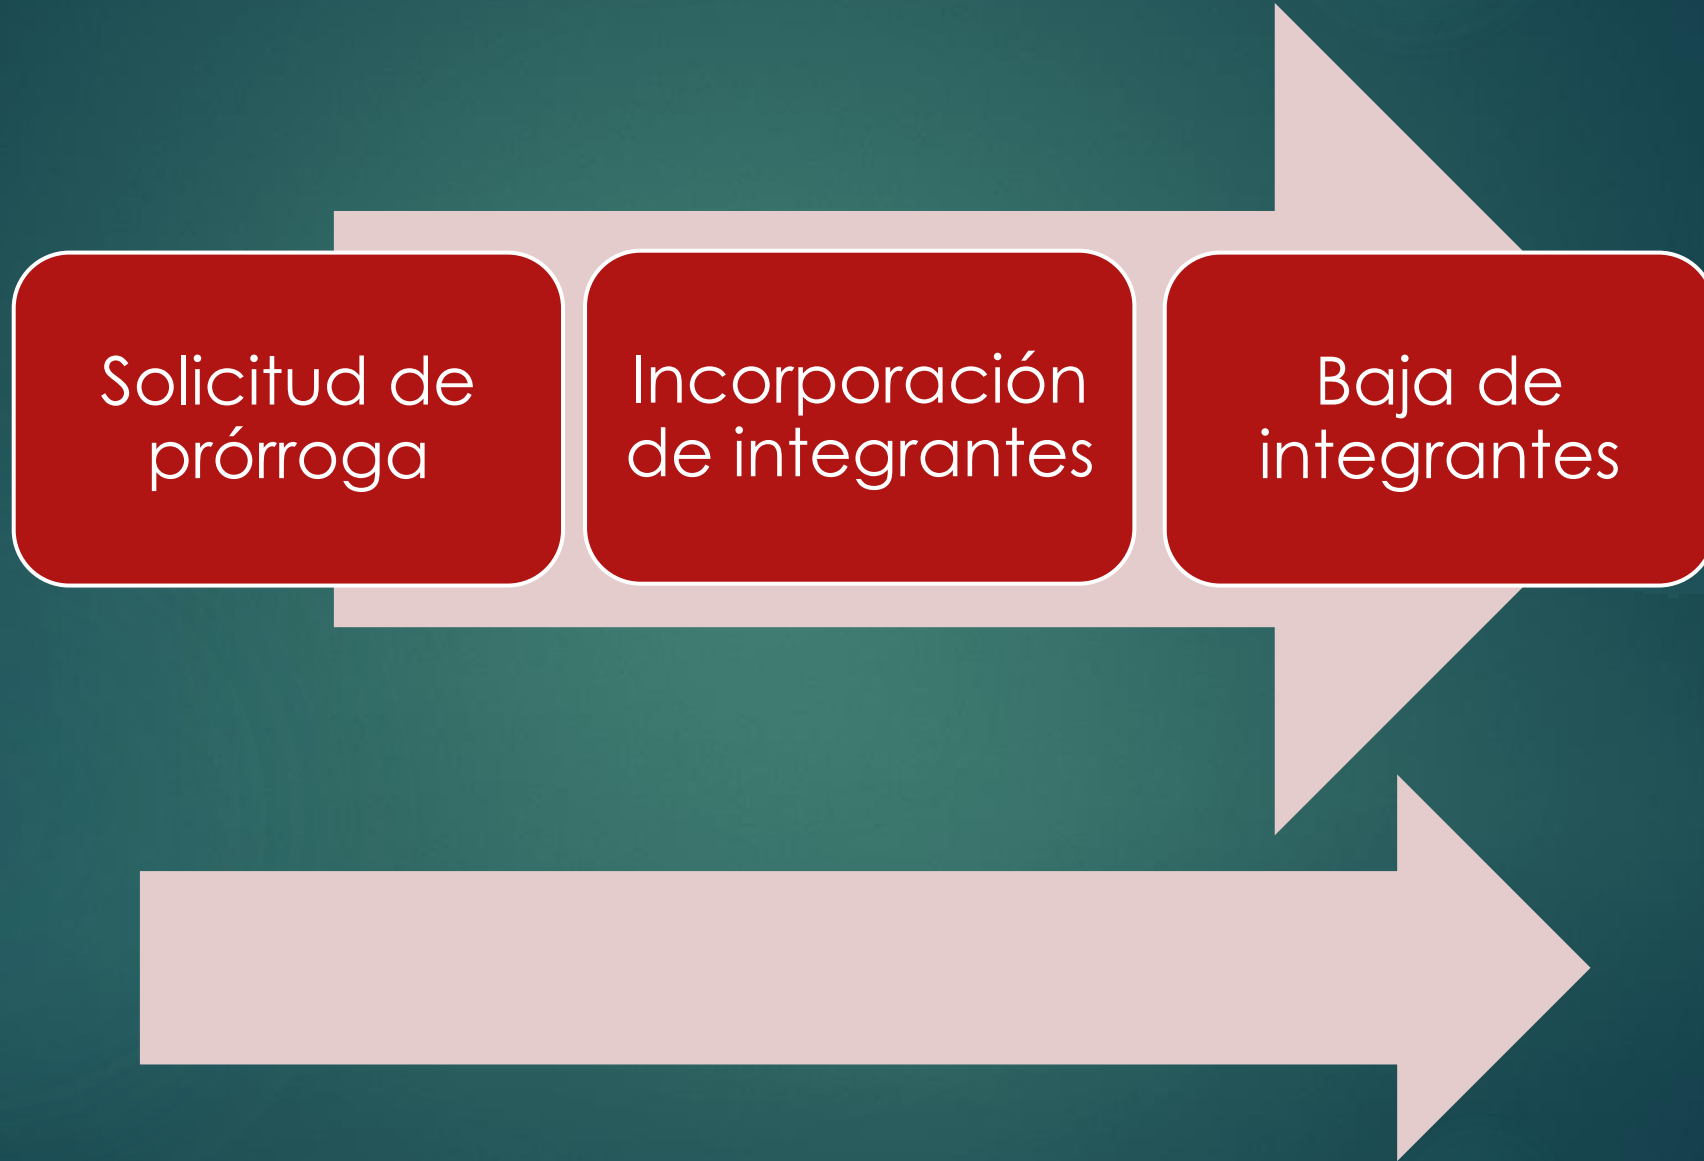 Solicitud de
prórroga
Incorporación
de integrantes
Baja de
integrantes